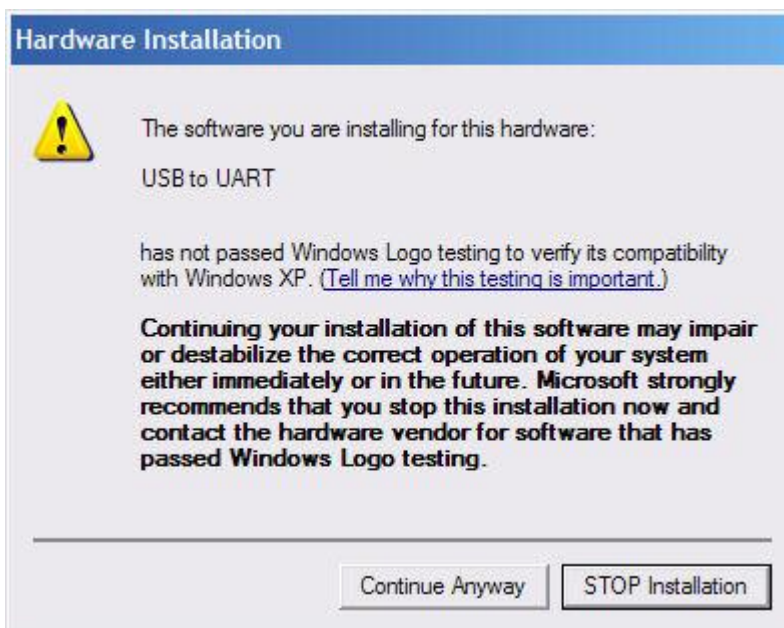 Hardware Installation
The software you are installing for this hardware:
USB to UART
has not passed Windows Logo testing to verify its compatibility
with Windows XP. (Tell me why this testing is important.)
Continuing your installation of this software may impair
or destabilize the correct operation of your system
either immediately or in the future. Microsoft strongly
recommends that you stop this installation now and
contact the hardware vendor for software that has
passed Windows Logo testing.
Continue Anyway
STOP Installation